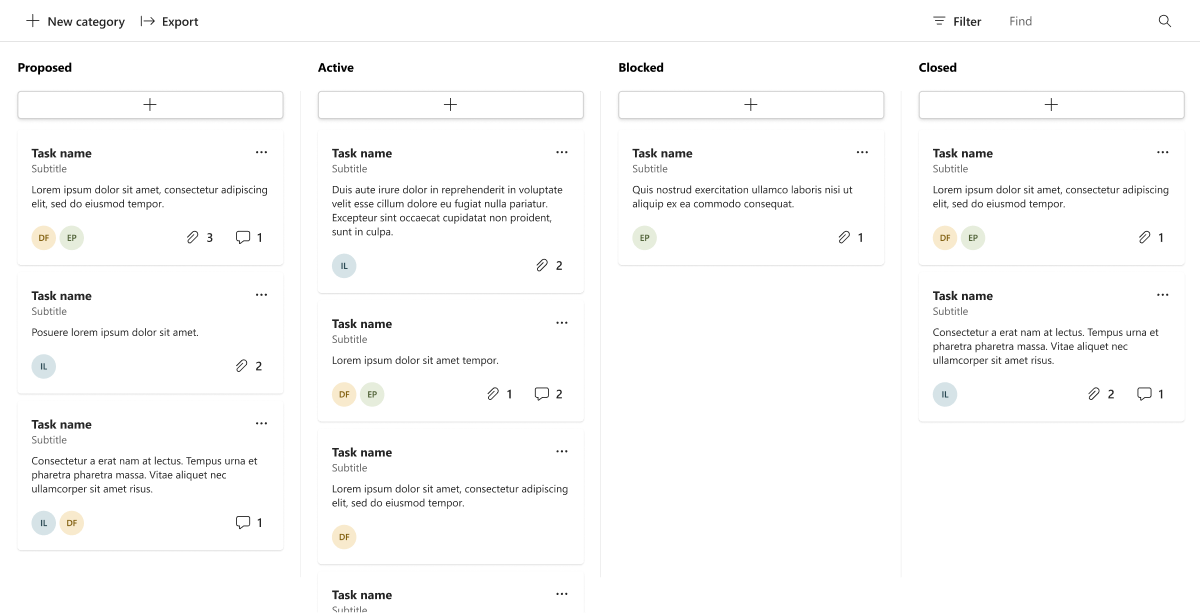 New category
Export
Filter
Find
Proposed
Task name
Subtitle
Lorem ipsum dolor sit amet, consectetur adipiscing
elit, sed do eiusmod tempor.
DF EP 3 1
Task name
Subtitle
Posuere lorem ipsum dolor sit amet.
IL 2
Task name
Subtitle
Consectetur a erat nam at lectus. Tempus urna et
pharetra pharetra massa. Vitae aliquet nec
ullamcorper sit amet risus.
IL DF 1
Active
Task name
Subtitle
Duis aute irure dolor in reprehenderit in voluptate
velit esse cillum dolore eu fugiat nulla pariatur.
Excepteur sint occaecat cupidatat non proident,
sunt in culpa.
IL 2
Task name
Subtitle
Lorem ipsum dolor sit amet tempor.
DF EP 1 2
Task name
Subtitle
Lorem ipsum dolor sit amet, consectetur adipiscing
elit, sed do eiusmod tempor.
DF
Task name
Subtitle
Blocked
Task name
Subtitle
Quis nostrud exercitation ullamco laboris nisi ut
aliquip ex ea commodo consequat.
EP 1
Closed
Task name
Subtitle
Lorem ipsum dolor sit amet, consectetur adipiscing
elit, sed do eiusmod tempor.
DF EP 1
Task name
Subtitle
Consectetur a erat nam at lectus. Tempus urna et
pharetra pharetra massa. Vitae aliquet nec
ullamcorper sit amet risus.
IL 2 1